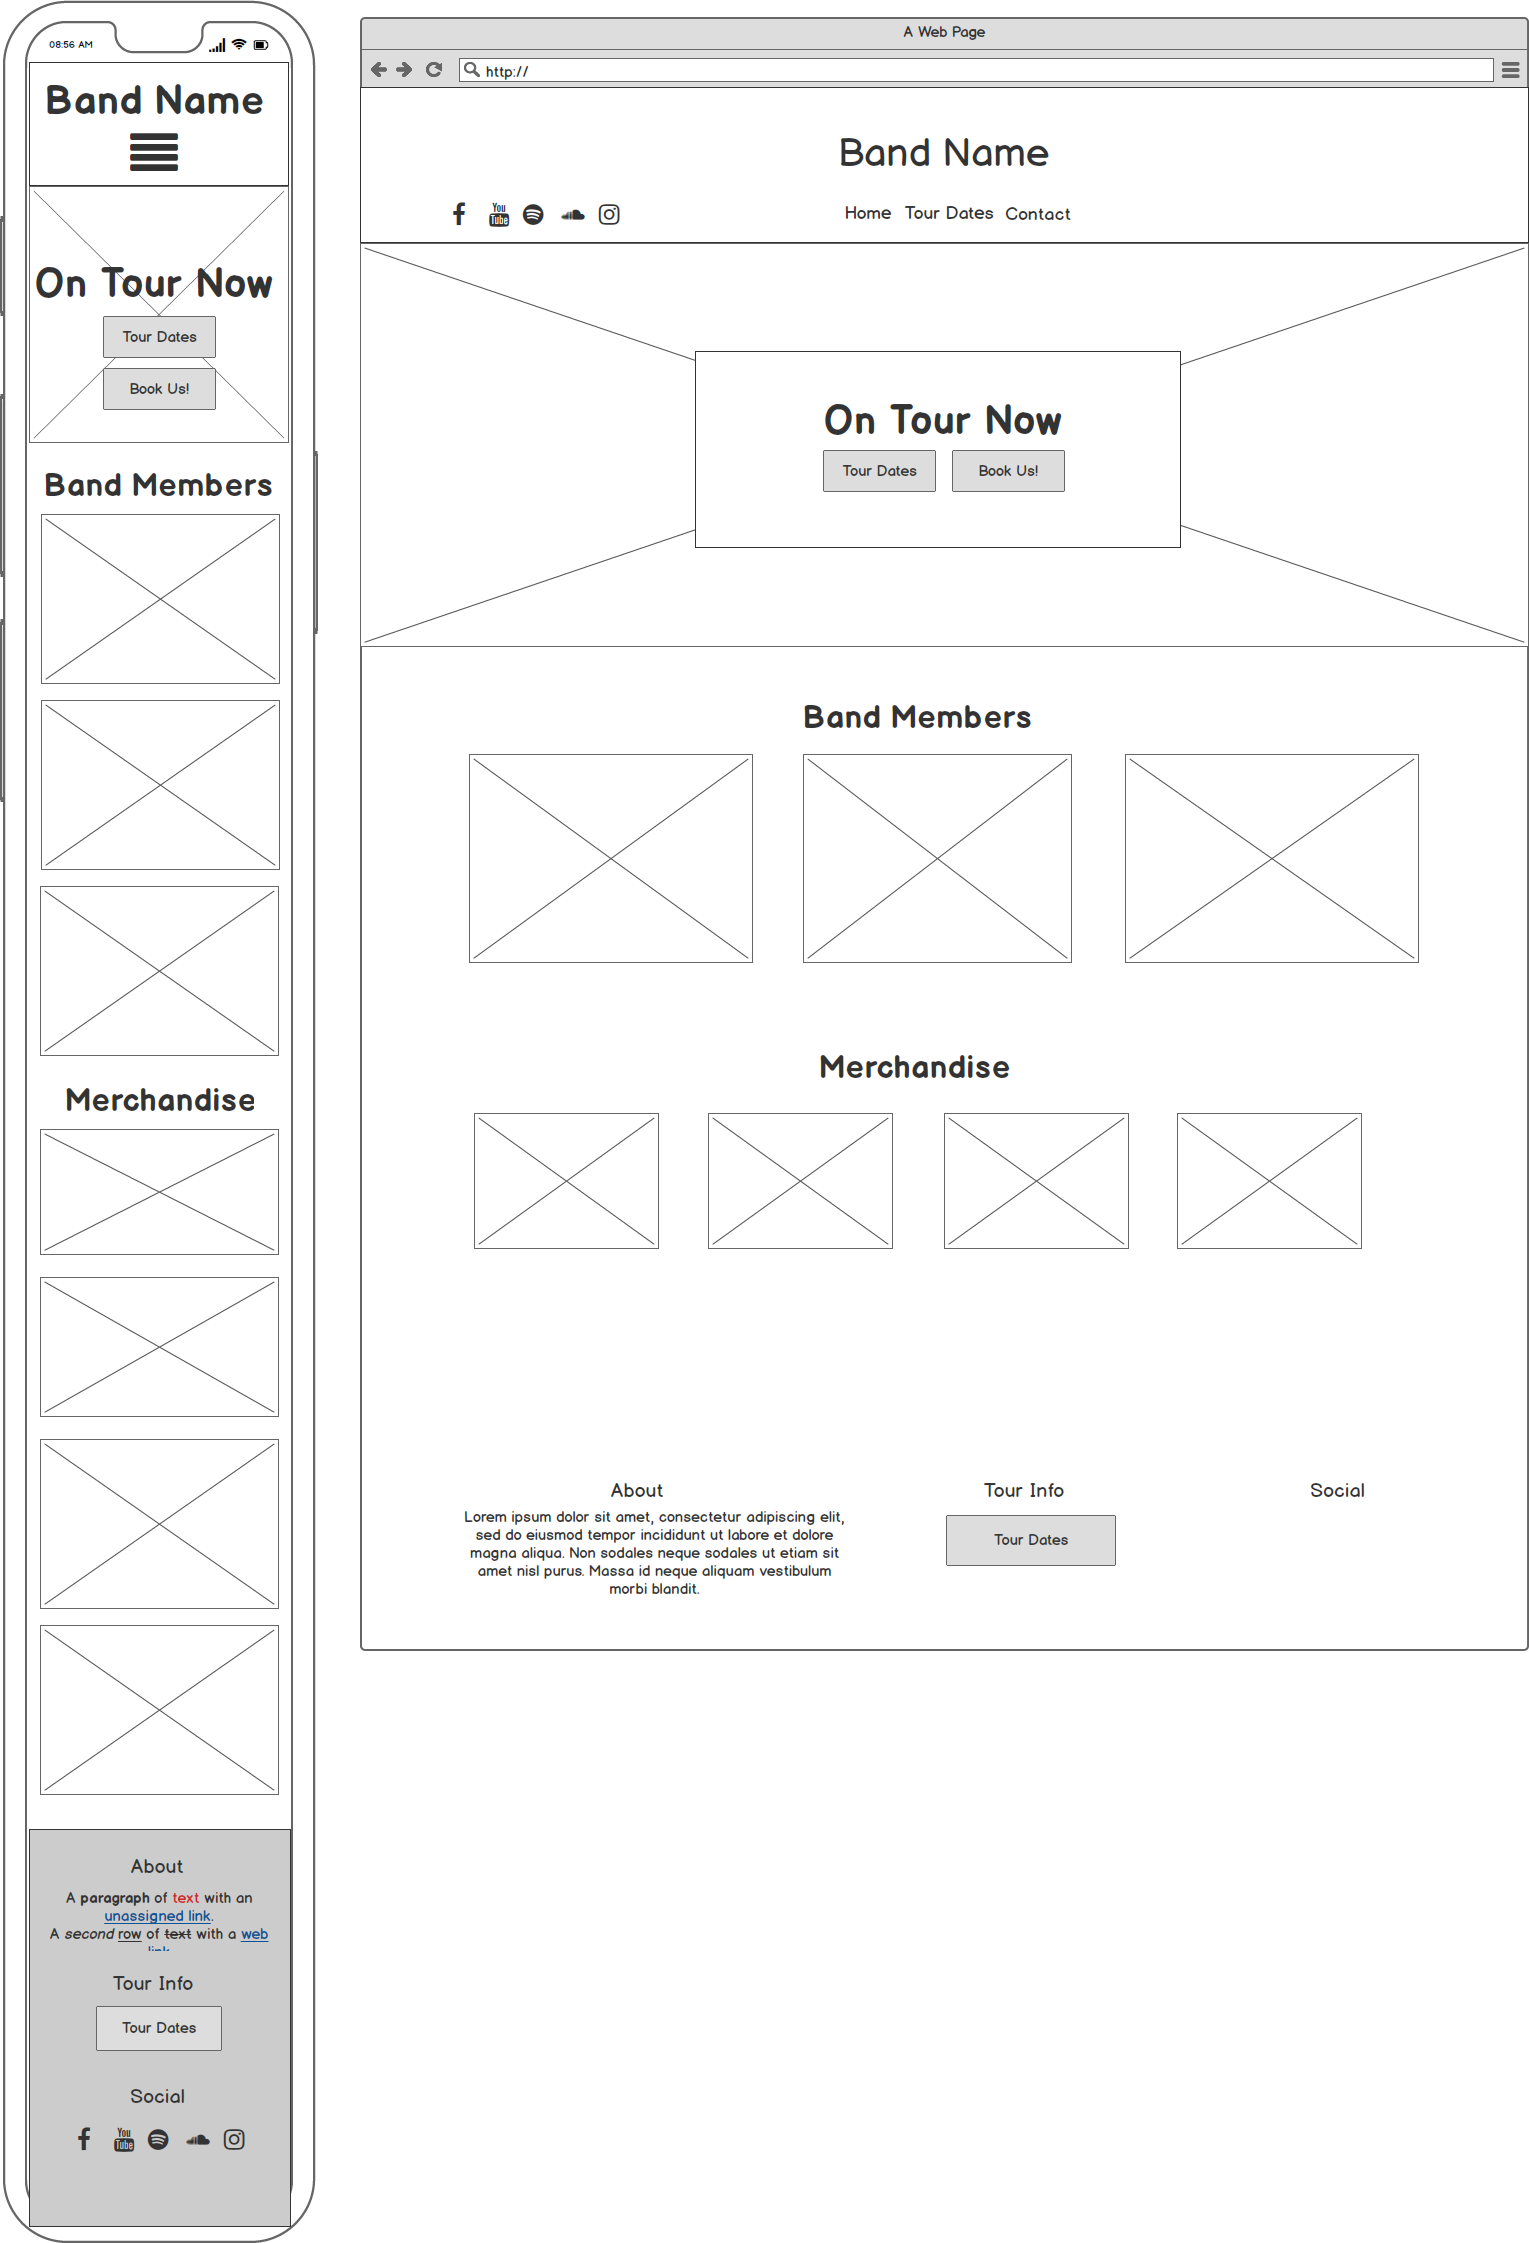 08:56 AM
Band Name
On Tour Now
Tour Dates
Book Us!
Band Members
Merchandise
About
A paragraph of text with an
unassigned link.
A second row of text with a web
link
Tour Info
Tour Dates
Social
You
Tube
A Web Page
http://
Band Name
You
Tube
Home Tour Dates Contact
On Tour Now
Tour Dates Book Us!
Band Members
Merchandise
About
Lorem ipsum dolor sit amet, consectetur adipiscing elit,
sed do eiusmod tempor incididunt ut labore et dolore
magna aliqua. Non sodales neque sodales ut etiam sit
amet nisl purus. Massa id neque aliquam vestibulum
morbi blandit.
Tour Info
Tour Dates
Social